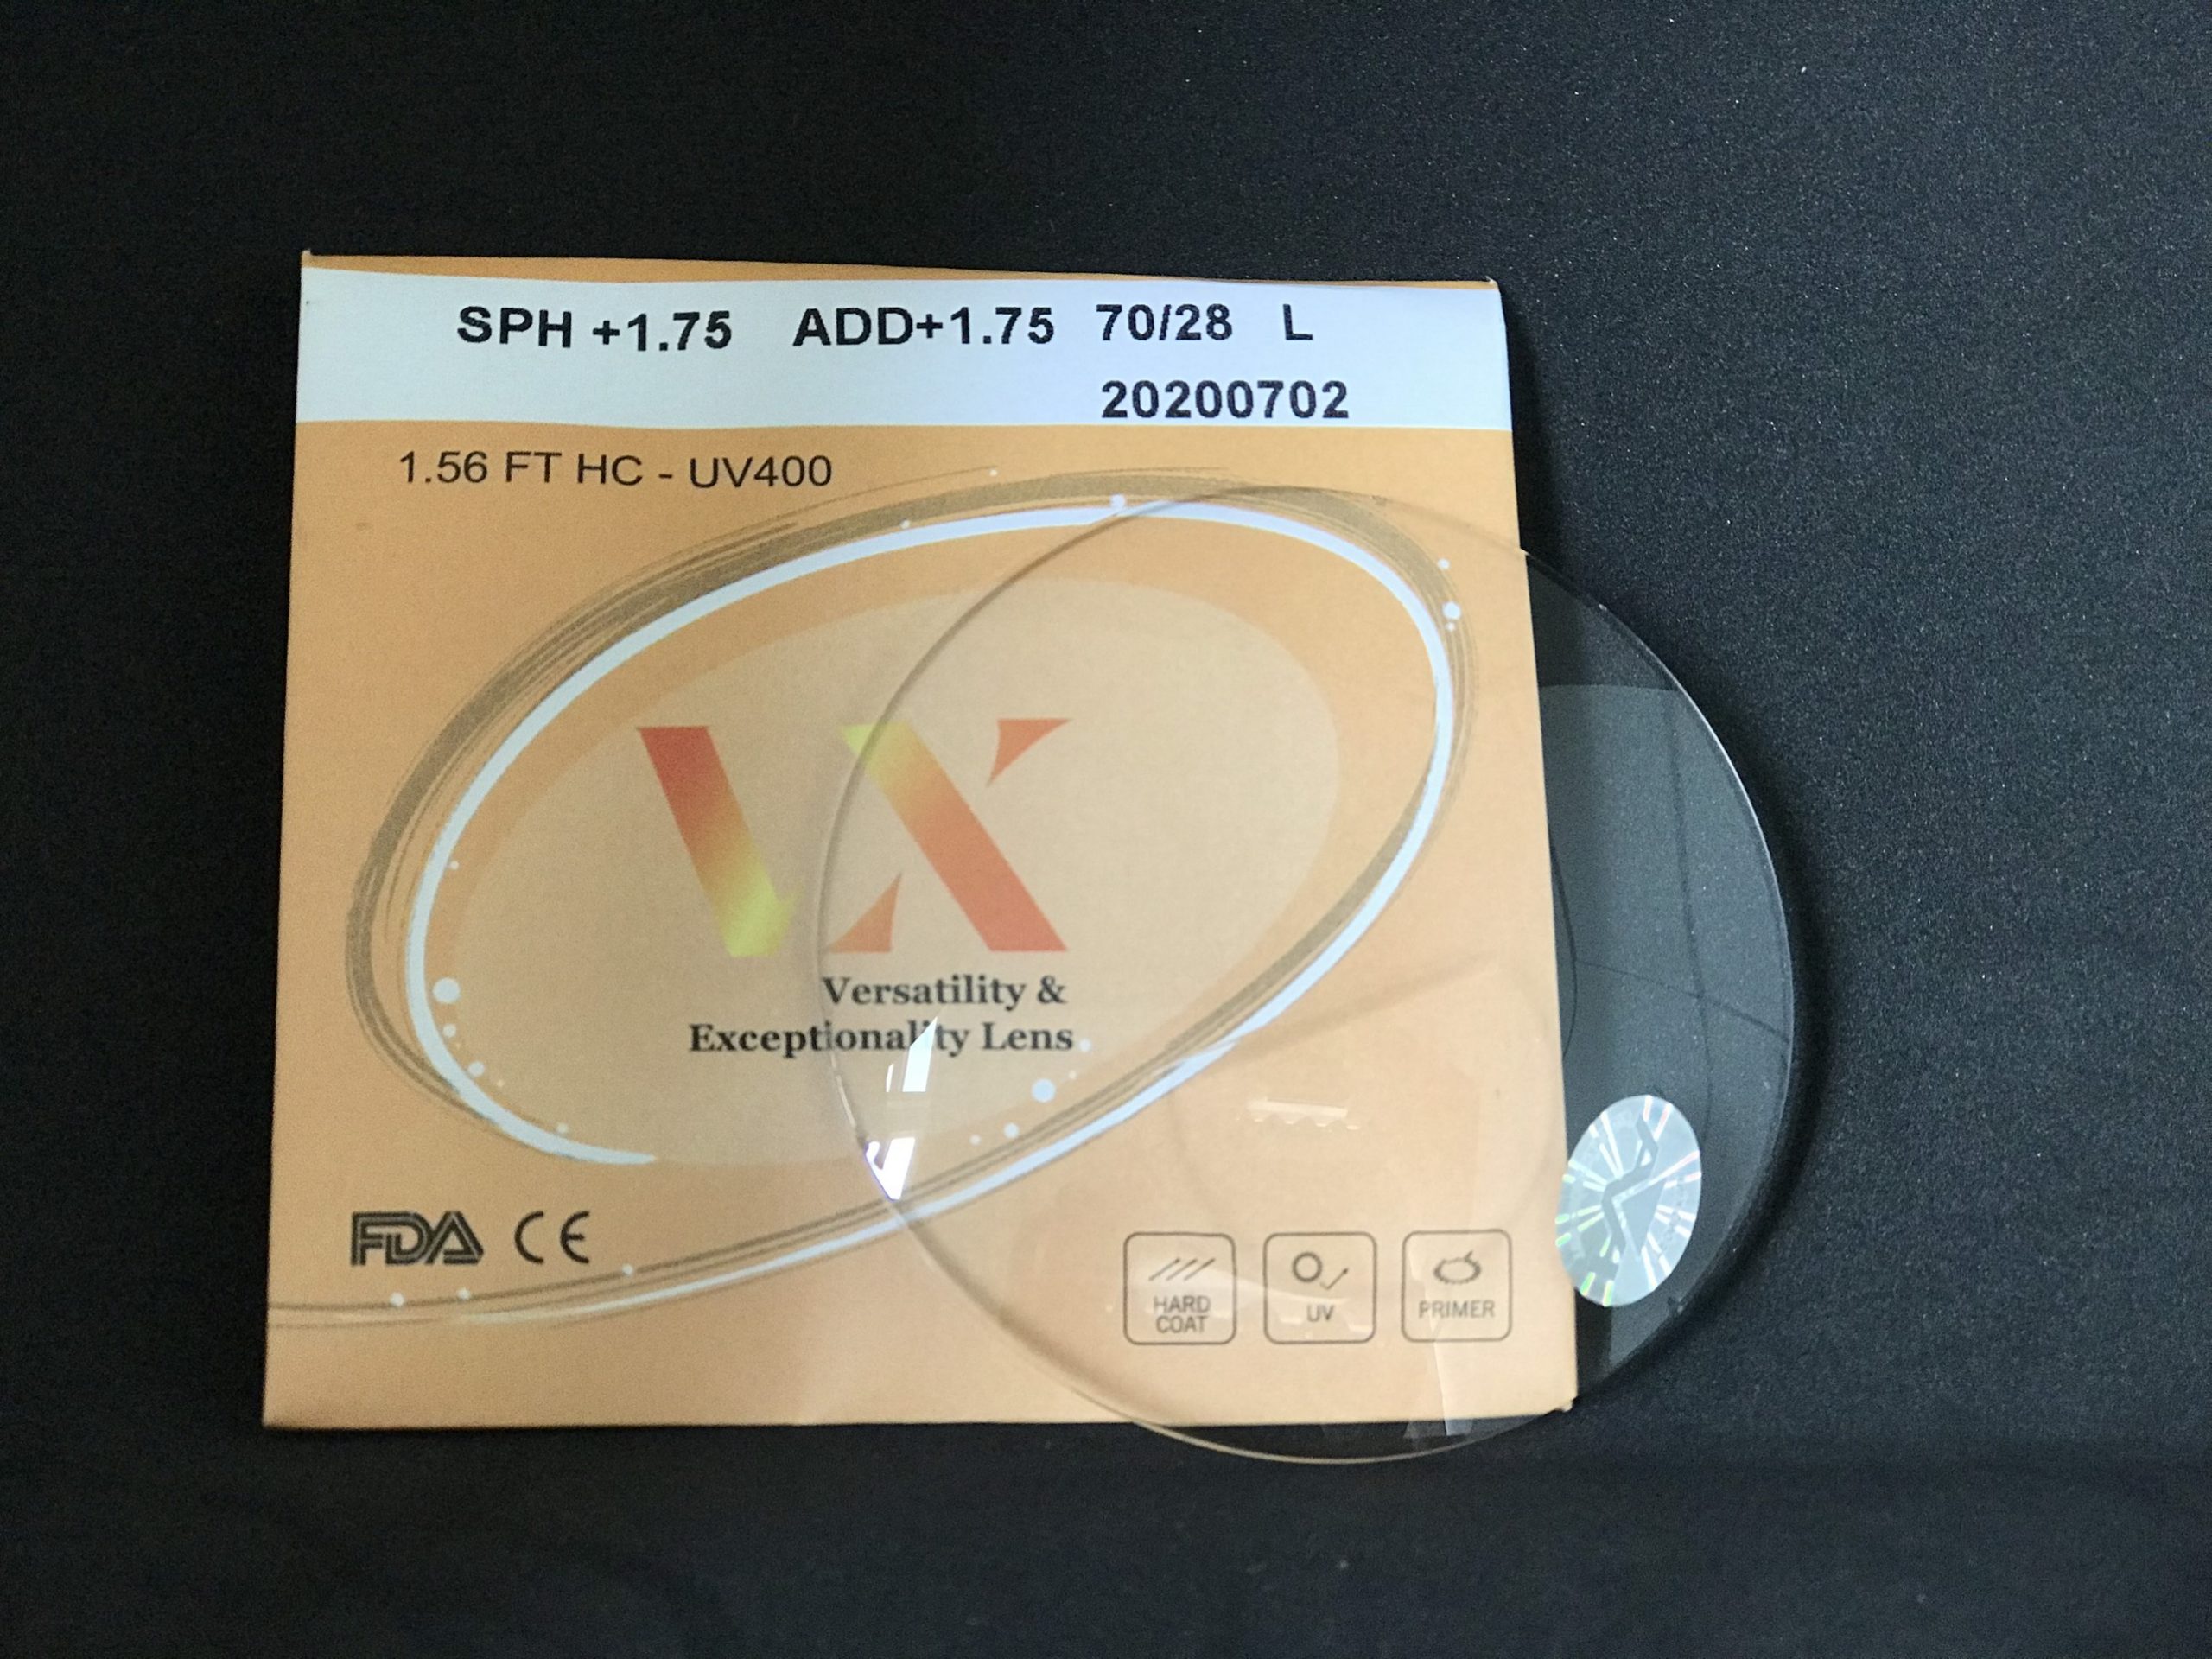 SPH +1.75 ADD+1.75 70/28 L
20200702
1.56 FT HC - UV400
VX
Versatility &
Exceptionality Lens
FDA CE
HARD COAT
UV
PRIMER